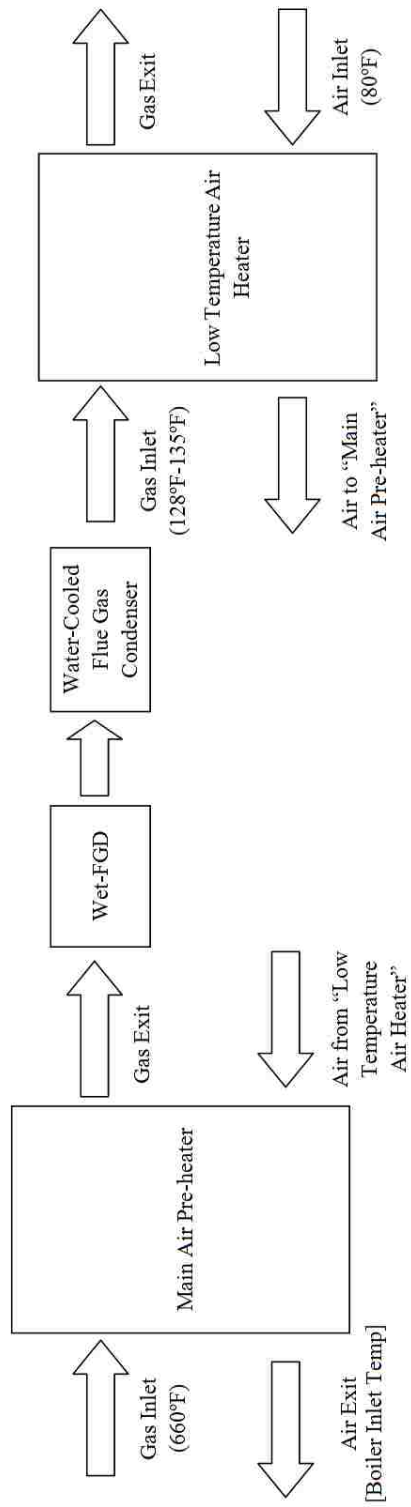 Gas Inlet
(660°F)
Main Air Pre-heater
Gas Exit
Wet-FGD
Water-Cooled
Flue Gas
Condenser
Gas Inlet
(128°F-135°F)
Low Temperature Air
Heater
Gas Exit
Air Exit
[Boiler Inlet Temp]
Air from “Low
Temperature
Air Heater”
Air to “Main
Air Pre-heater”
Air Inlet
(80°F)